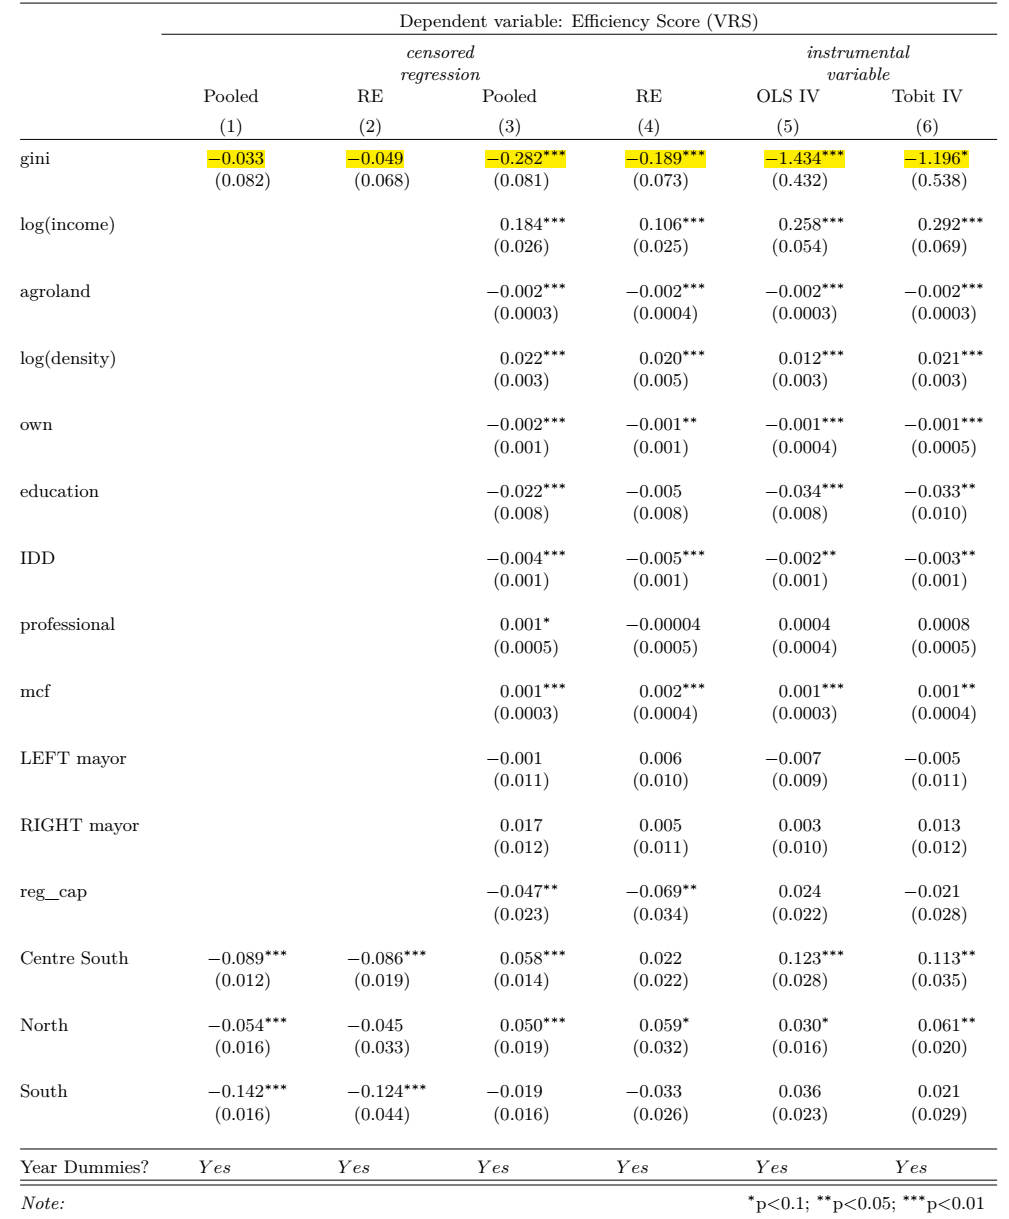 Dependent variable: Efficiency Score (VRS)
censored instrumental
regression variable
Pooled RE Pooled RE OLS IV Tobit IV
(1) (2) (3) (4) (5) (6)
gini −0.033 −0.049 −0.282*** −0.189*** −1.434*** −1.196*
(0.082) (0.068) (0.081) (0.073) (0.432) (0.538)
log(income) 0.184*** 0.106*** 0.258*** 0.292***
(0.026) (0.025) (0.054) (0.069)
agroland −0.002*** −0.002*** −0.002*** −0.002***
(0.0003) (0.0004) (0.0003) (0.0003)
log(density) 0.022*** 0.020*** 0.012*** 0.021***
(0.003) (0.005) (0.003) (0.003)
own −0.002*** −0.001** −0.001*** −0.001***
(0.001) (0.001) (0.0004) (0.0005)
education −0.022*** −0.005 −0.034*** −0.033**
(0.008) (0.008) (0.008) (0.010)
IDD −0.004*** −0.005*** −0.002** −0.003**
(0.001) (0.001) (0.001) (0.001)
professional 0.001* −0.00004 0.0004 0.0008
(0.0005) (0.0005) (0.0004) (0.0005)
mcf 0.001*** 0.002*** 0.001*** 0.001**
(0.0003) (0.0004) (0.0003) (0.0004)
LEFT mayor −0.001 0.006 −0.007 −0.005
(0.011) (0.010) (0.009) (0.011)
RIGHT mayor 0.017 0.005 0.003 0.013
(0.012) (0.011) (0.010) (0.012)
reg_cap −0.047** −0.069** 0.024 −0.021
(0.023) (0.034) (0.022) (0.028)
Centre South −0.089*** −0.086*** 0.058*** 0.022 0.123*** 0.113**
(0.012) (0.019) (0.014) (0.022) (0.028) (0.035)
North −0.054*** −0.045 0.050*** 0.059* 0.030* 0.061**
(0.016) (0.033) (0.019) (0.032) (0.016) (0.020)
South −0.142*** −0.124*** −0.019 −0.033 0.036 0.021
(0.016) (0.044) (0.016) (0.026) (0.023) (0.029)
Year Dummies? Yes Yes Yes Yes Yes Yes
Note: *p<0.1; **p<0.05; ***p<0.01